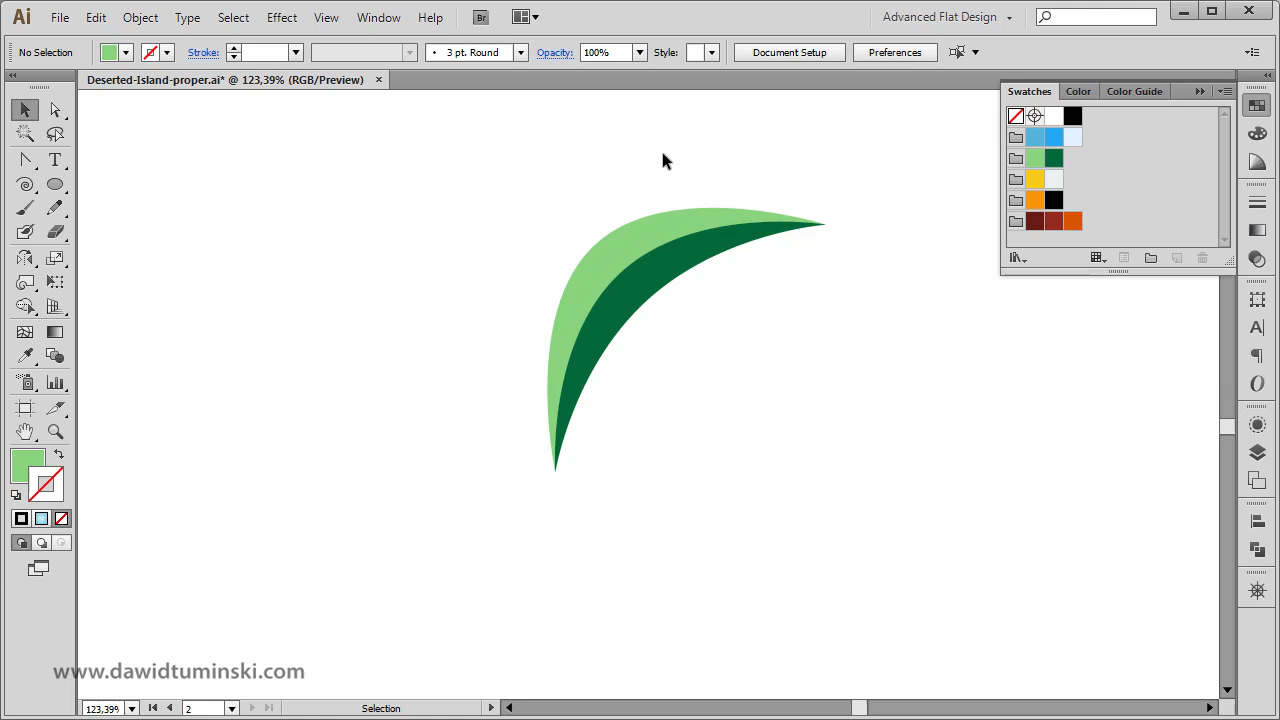 Ai File Edit Object Type Select Effect View Window Help Br Advanced Flat Design
No Selection Stroke: 3 pt. Round Opacity: 100% Style: Document Setup Preferences
Deserted-Island-proper.ai* @ 123,39% (RGB/Preview)
Swatches Color Color Guide
www.dawidtuminski.com
123,39% 2 Selection